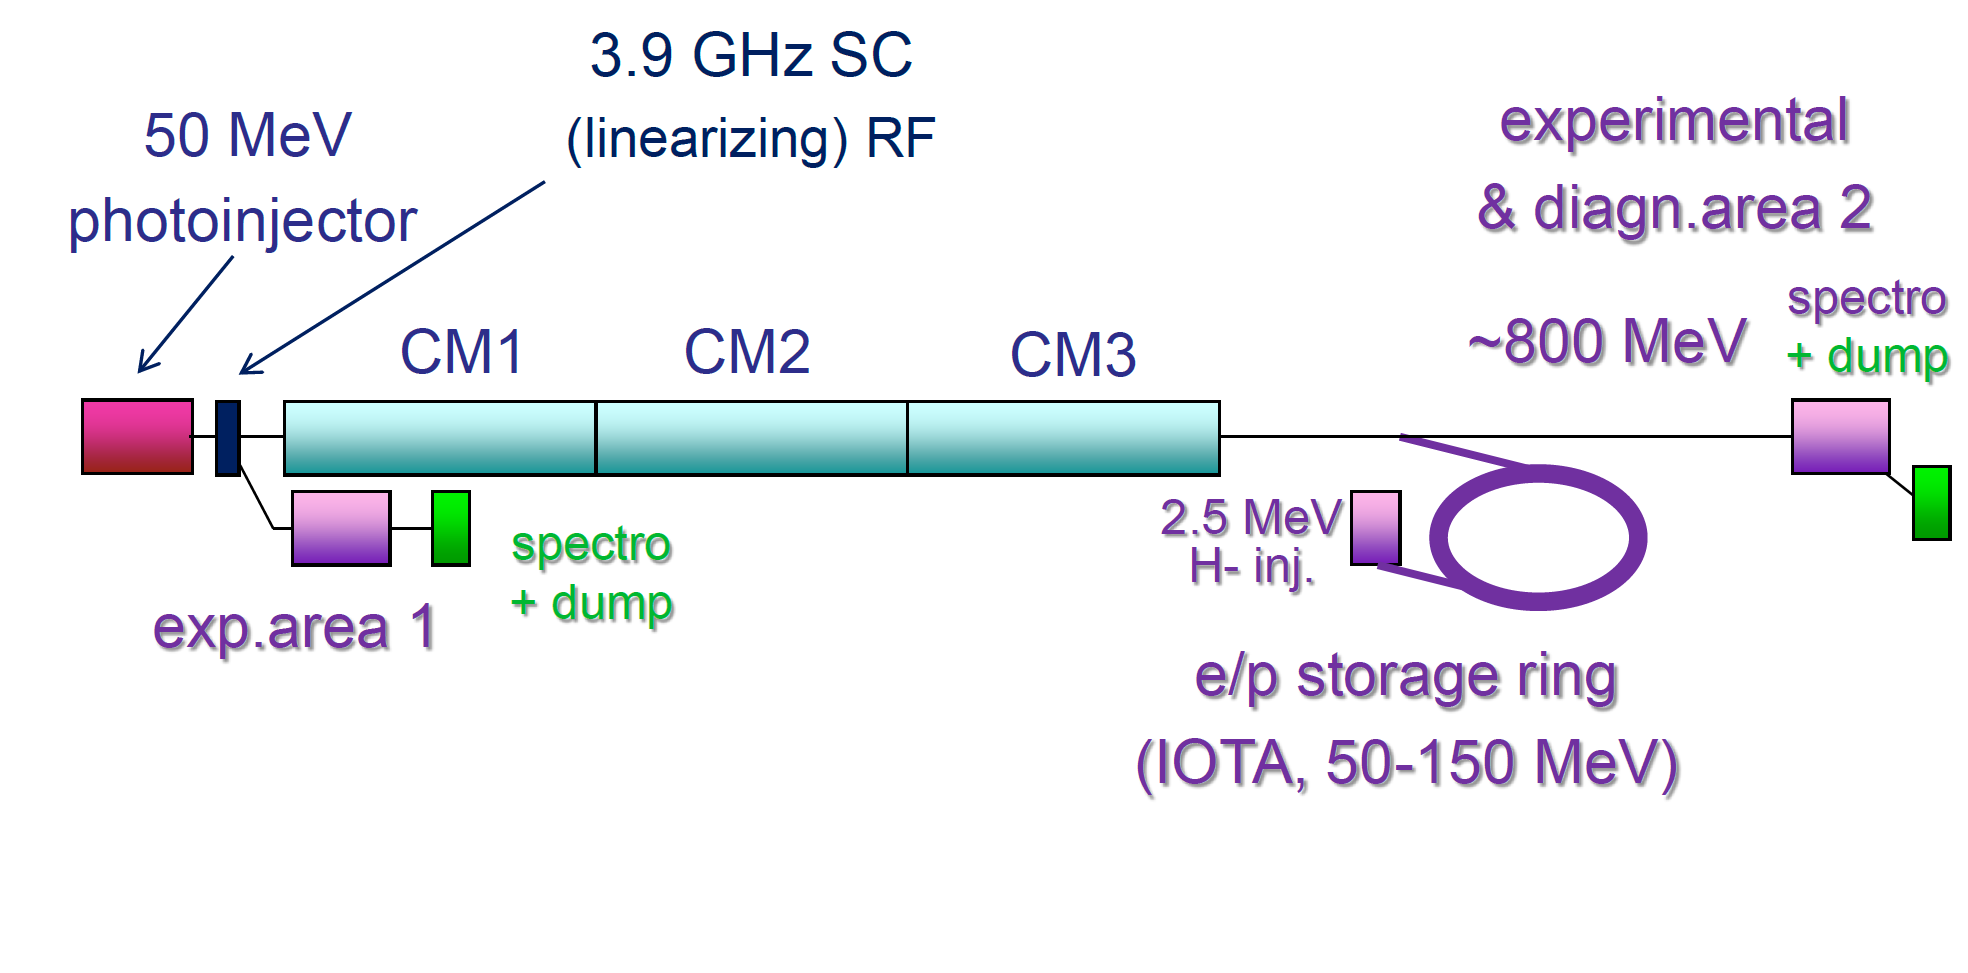 3.9 GHz SC
(linearizing) RF
50 MeV
photoinjector
experimental
& diagn.area 2
~800 MeV
spectro
+ dump
CM1
CM2
CM3
spectro
+ dump
exp.area 1
2.5 MeV
H- inj.
e/p storage ring
(IOTA, 50-150 MeV)